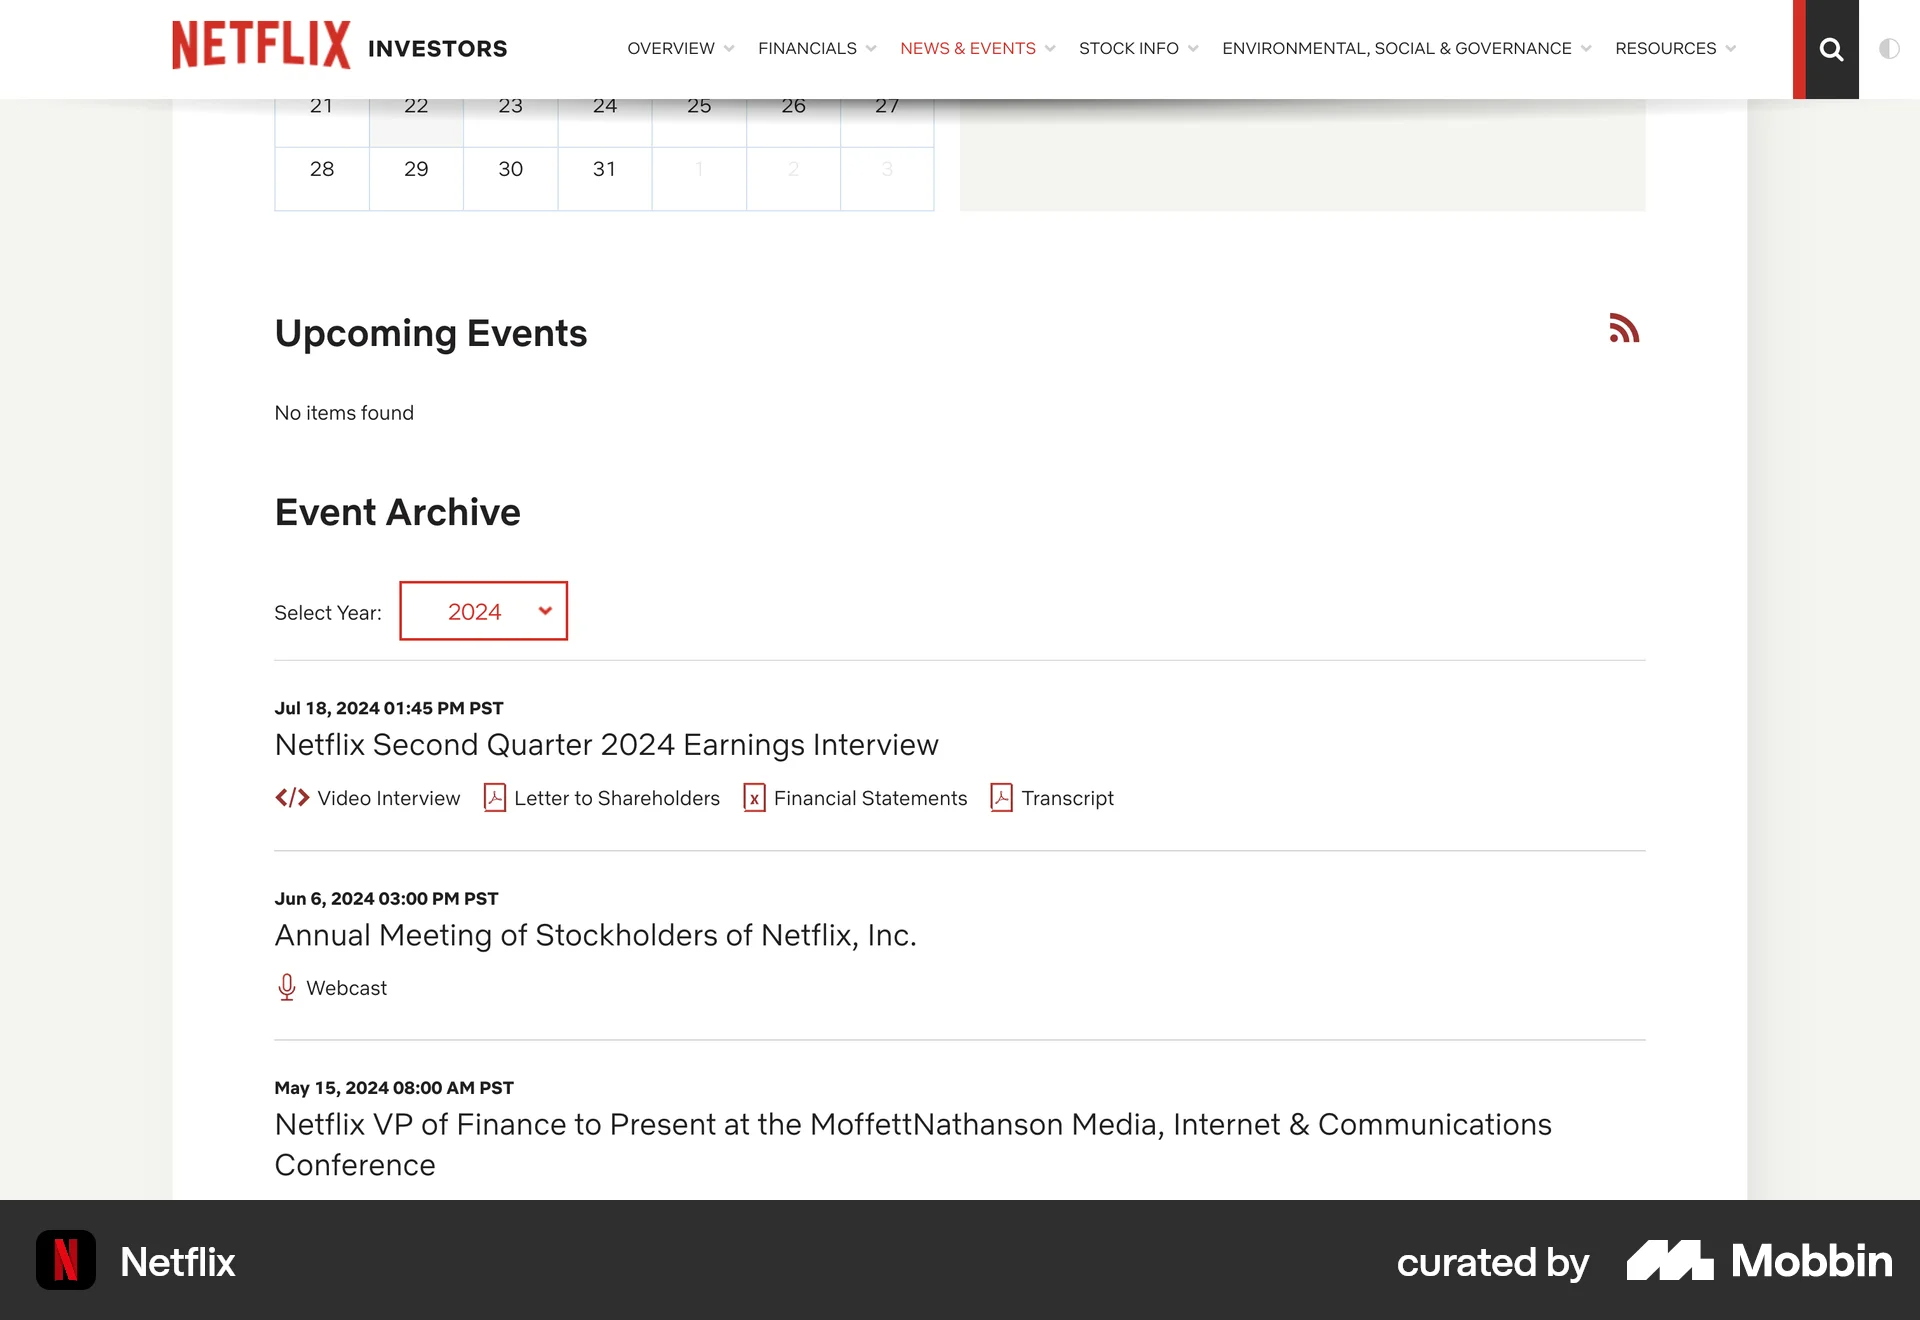 NETFLIX INVESTORS
OVERVIEW FINANCIALS NEWS & EVENTS STOCK INFO ENVIRONMENTAL, SOCIAL & GOVERNANCE RESOURCES
21 22 23 24 25 26 27
28 29 30 31 1 2 3
Upcoming Events
No items found
Event Archive
Select Year: 2024
Jul 18, 2024 01:45 PM PST
Netflix Second Quarter 2024 Earnings Interview
Video Interview Letter to Shareholders Financial Statements Transcript
Jun 6, 2024 03:00 PM PST
Annual Meeting of Stockholders of Netflix, Inc.
Webcast
May 15, 2024 08:00 AM PST
Netflix VP of Finance to Present at the MoffettNathanson Media, Internet & Communications
Conference
Netflix curated by Mobbin